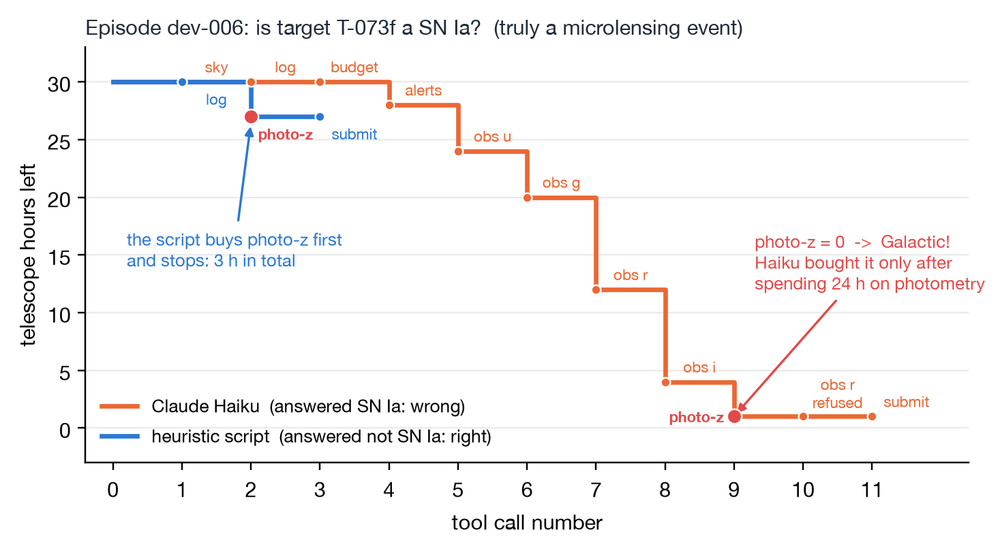 Episode dev-006: is target T-073f a SN Ia?  (truly a microlensing event)
telescope hours left
30
25
20
15
10
5
0
sky
log
budget
alerts
log
photo-z
submit
obs u
obs g
the script buys photo-z first
and stops: 3 h in total
photo-z = 0  ->  Galactic!
Haiku bought it only after
spending 24 h on photometry
obs r
obs i
obs r
refused
submit
photo-z
Claude Haiku  (answered SN Ia: wrong)
heuristic script  (answered not SN Ia: right)
0
1
2
3
4
5
6
7
8
9
10
11
tool call number